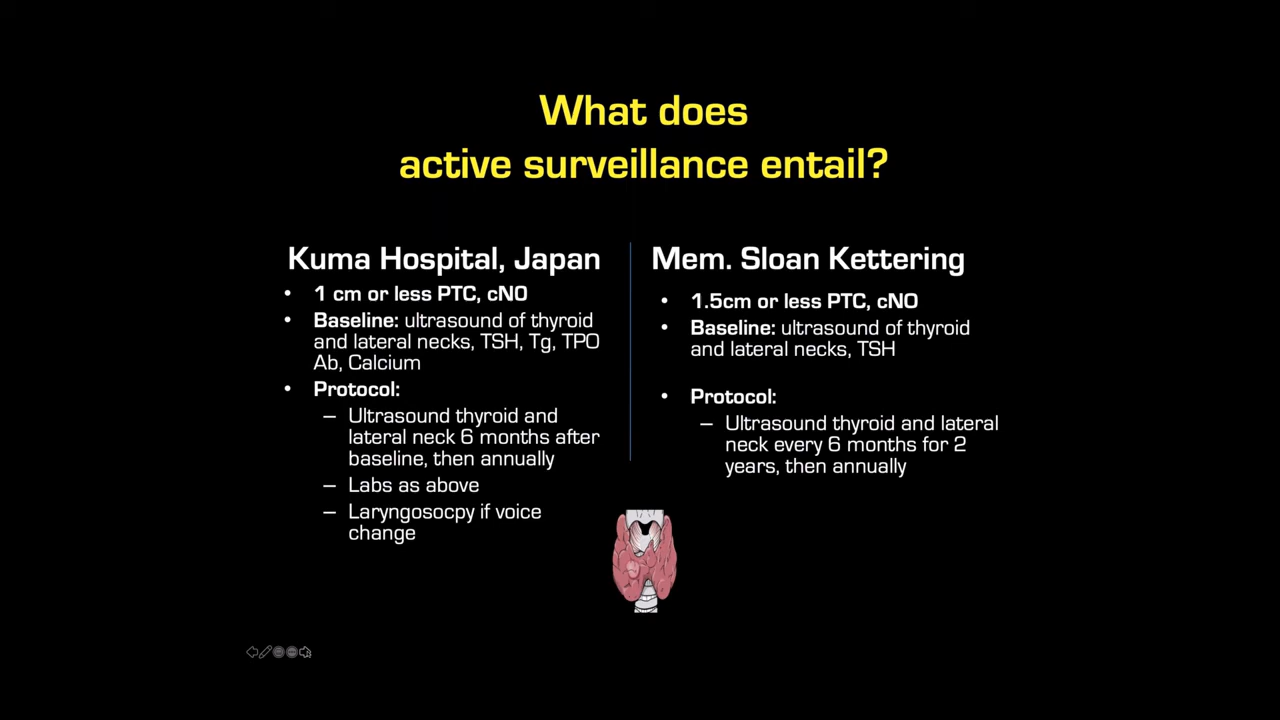 What does
active surveillance entail?
Kuma Hospital, Japan
• 1 cm or less PTC, cN0
• Baseline: ultrasound of thyroid
and lateral necks, TSH, Tg, TPO
Ab, Calcium
• Protocol:
– Ultrasound thyroid and
lateral neck 6 months after
baseline, then annually
– Labs as above
– Laryngosocpy if voice
change
Mem. Sloan Kettering
• 1.5cm or less PTC, cN0
• Baseline: ultrasound of thyroid
and lateral necks, TSH
• Protocol:
– Ultrasound thyroid and lateral
neck every 6 months for 2
years, then annually